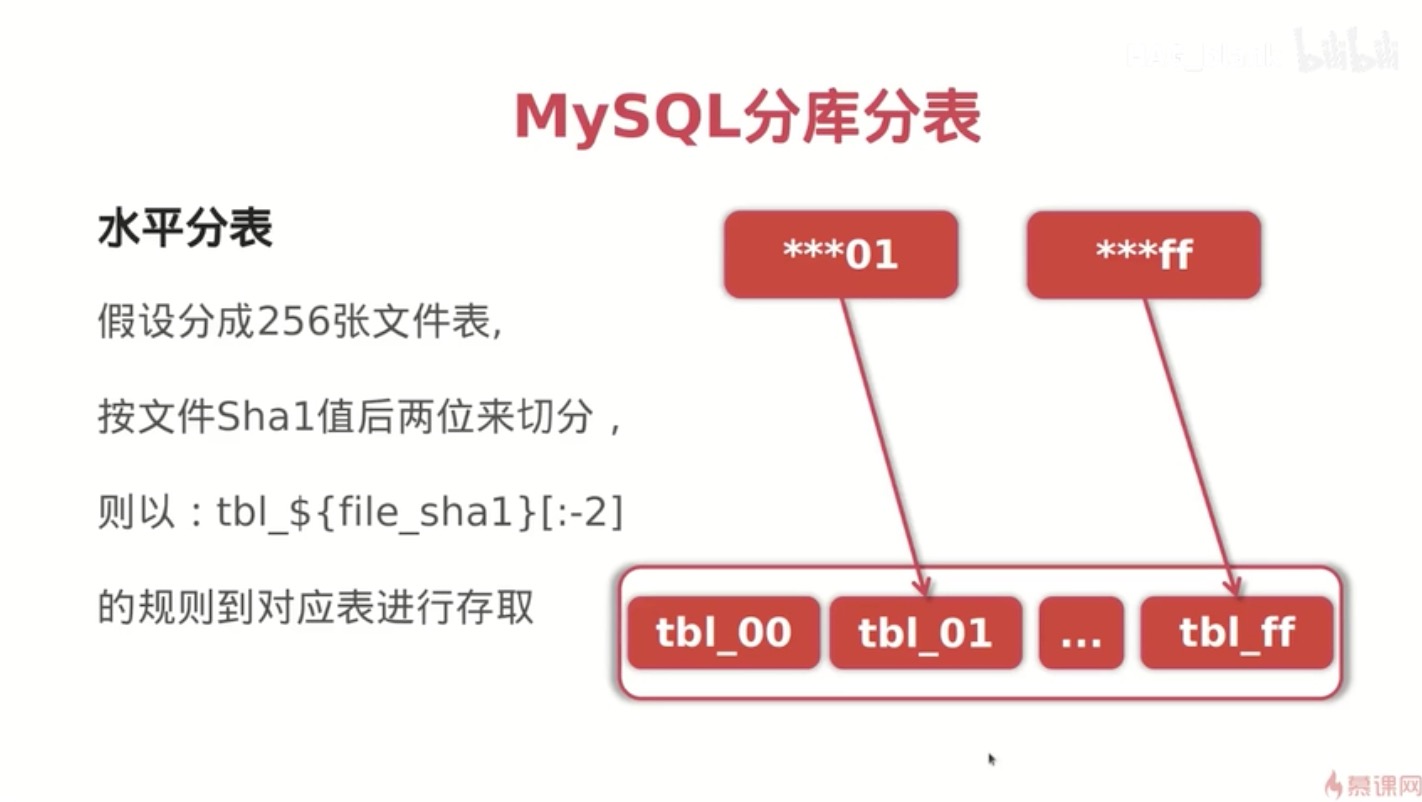 bilibili
MySQL分库分表
水平分表
***01
***ff
假设分成256张文件表,
按文件Sha1值后两位来切分，
则以：tbl_${file_sha1}[:-2]
的规则到对应表进行存取
tbl_00
tbl_01
...
tbl_ff
慕课网